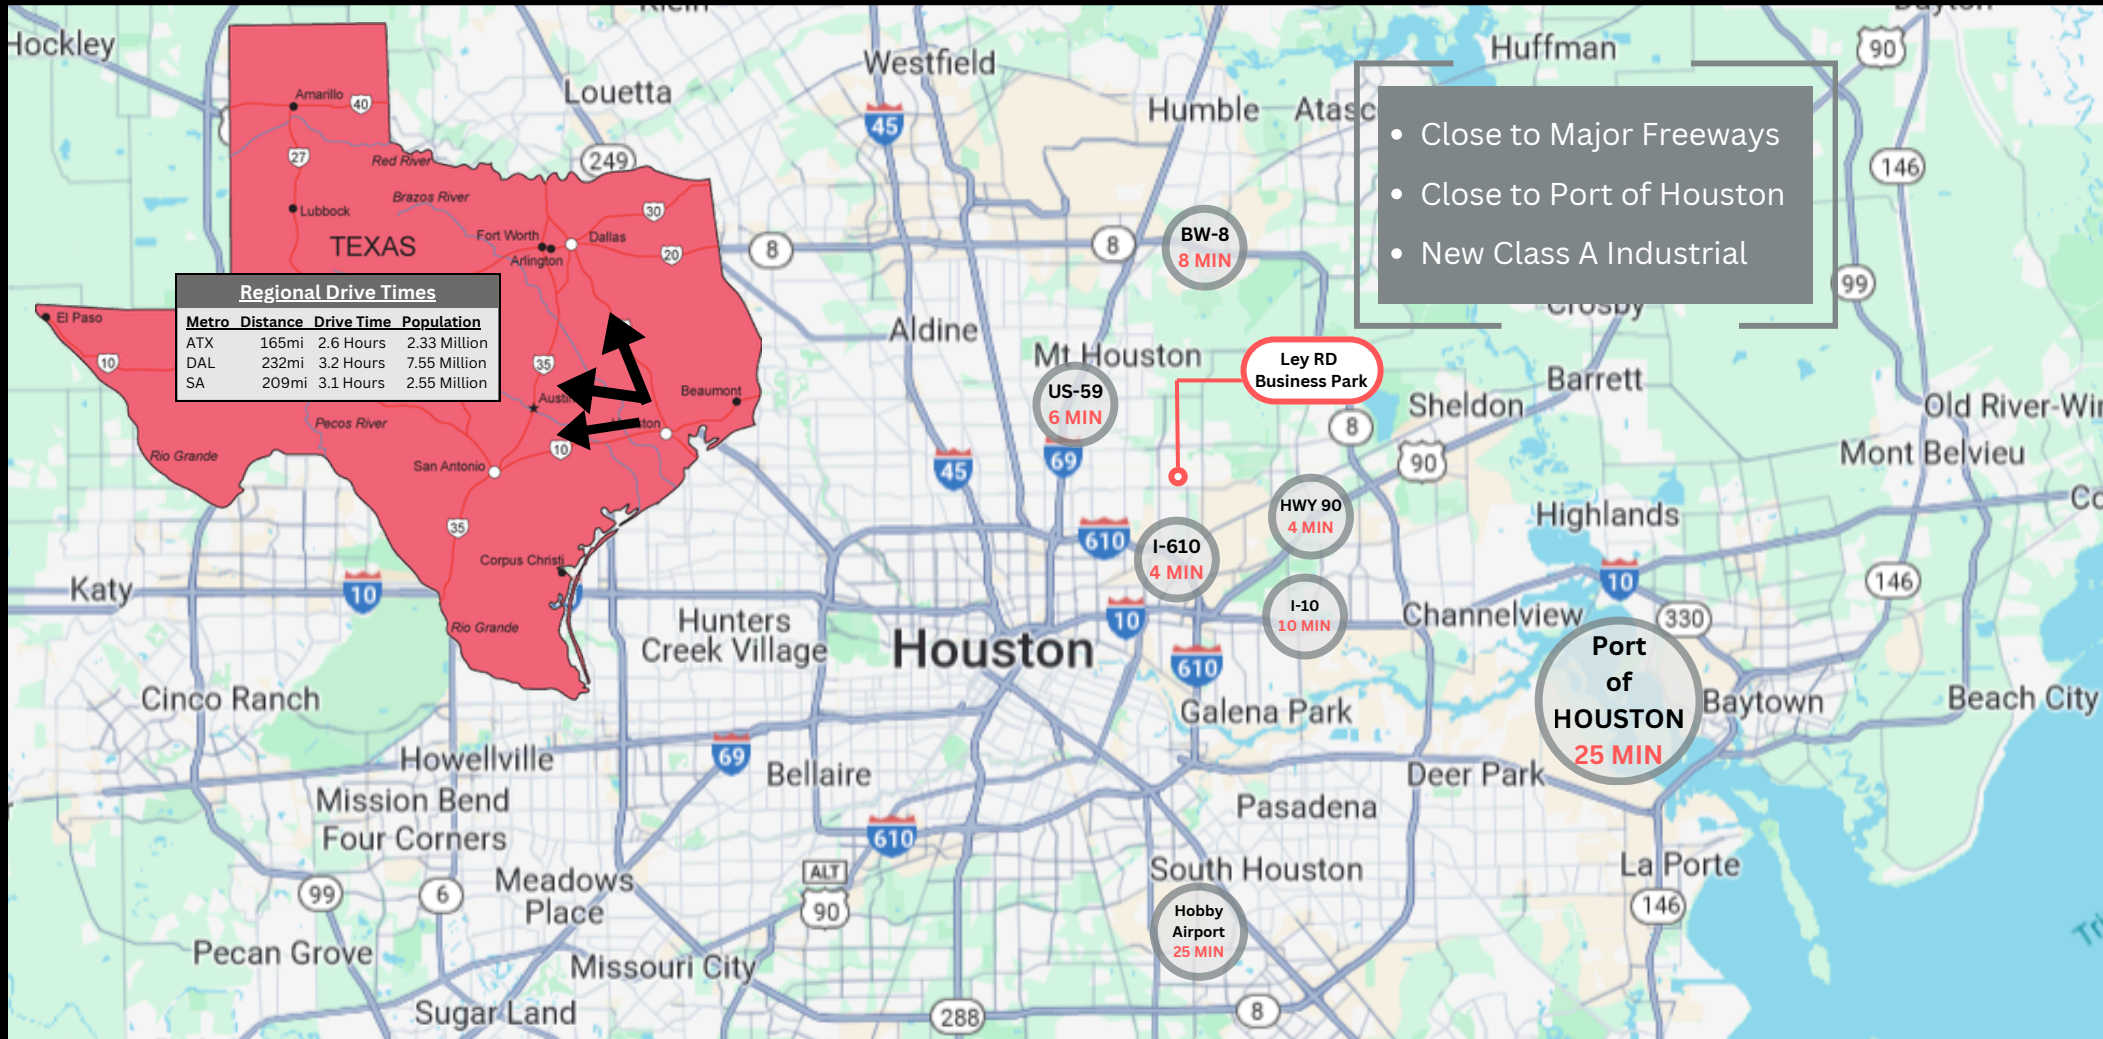 Hockley
Westfield
Louetta
249
45
Humble
Huffman
90
146
99
8
8
BW-8
8 MIN
Close to Major Freeways
Close to Port of Houston
New Class A Industrial
Crosby
Amarillo
40
27
Red River
Brazos River
Lubbock
30
TEXAS
Fort Worth
Dallas
Arlington
20
El Paso
10
Regional Drive Times
Metro Distance Drive Time Population
ATX 165mi 2.6 Hours 2.33 Million
DAL 232mi 3.2 Hours 7.55 Million
SA 209mi 3.1 Hours 2.55 Million
35
Beaumont
Pecos River
Rio Grande
10
San Antonio
35
Corpus Christi
Rio Grande
Aldine
Mt Houston
US-59
6 MIN
Ley RD
Business Park
Barrett
Sheldon
8
90
45
69
Mont Belvieu
HWY 90
4 MIN
Highlands
610
I-610
4 MIN
Katy
10
10
10
146
I-10
10 MIN
Channelview
330
Hunters
Creek Village
Houston
610
Port
of
HOUSTON
25 MIN
Cinco Ranch
Galena Park
Baytown
Beach City
Howellville
69
Bellaire
Deer Park
Mission Bend
Pasadena
Four Corners
610
South Houston
La Porte
Meadows
Place
ALT
90
99
6
146
Hobby
Airport
25 MIN
Pecan Grove
Missouri City
Sugar Land
288
8